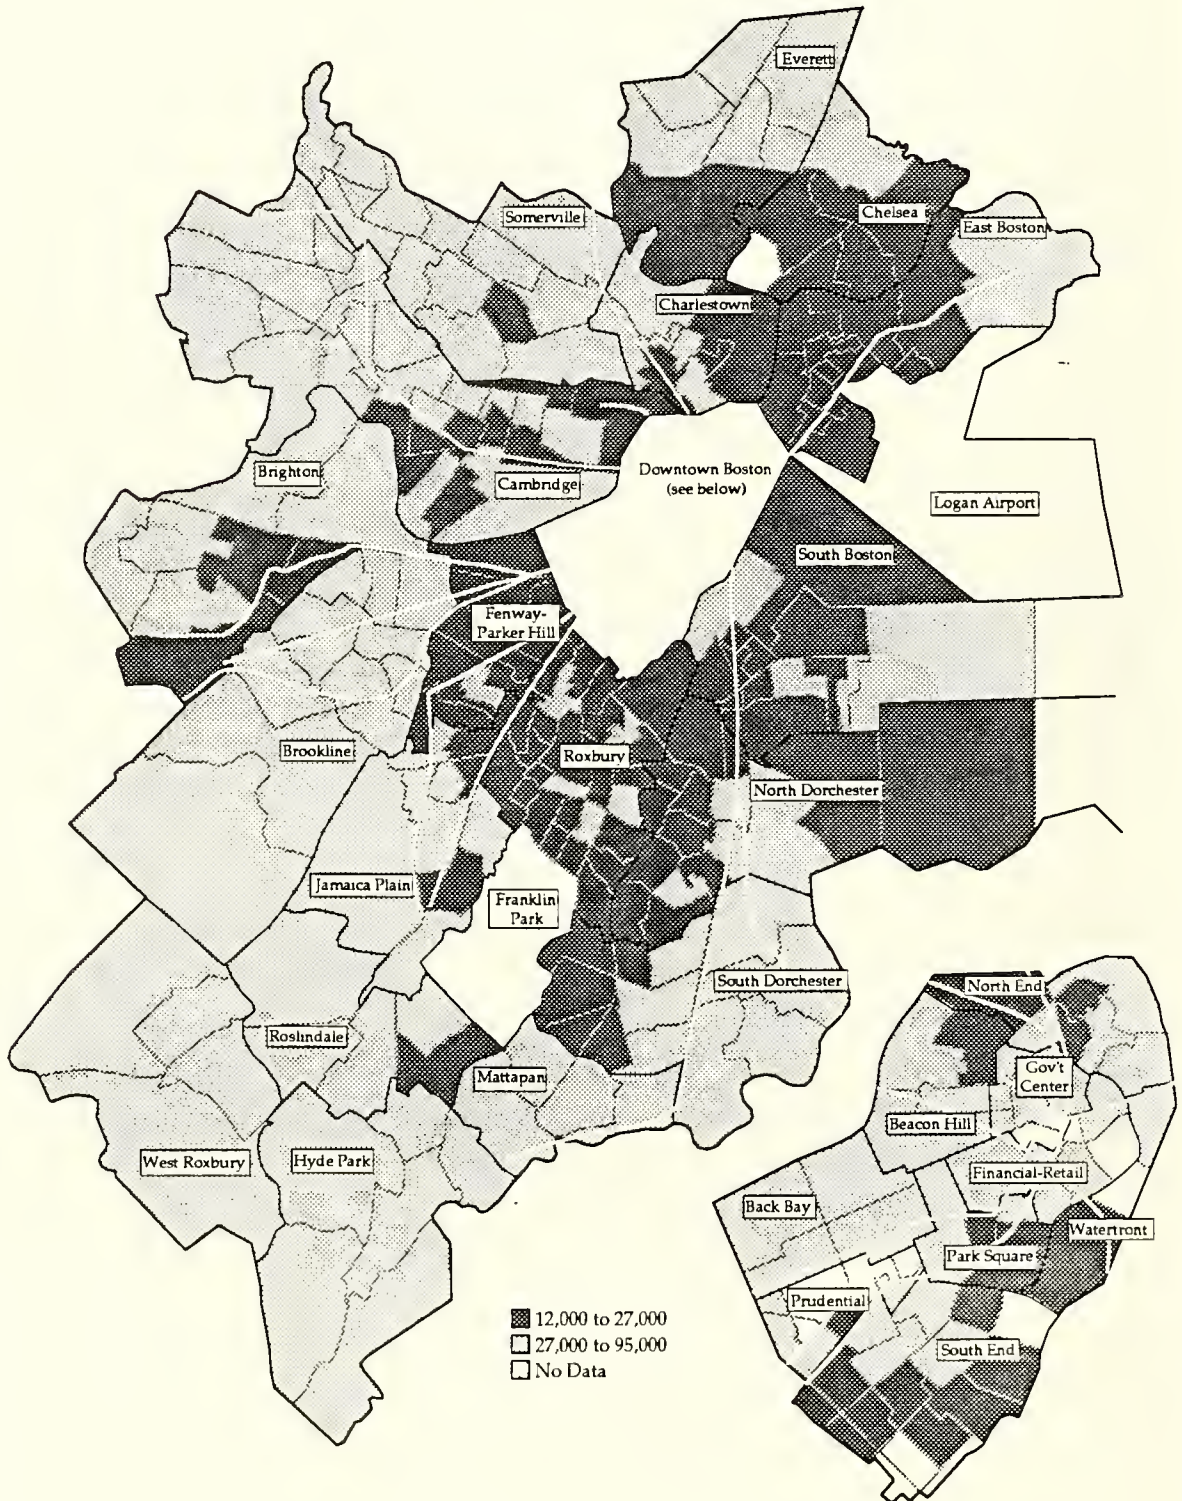 Everett
Somerville
Chelsea
East Boston
Charlestown
Brighton
Cambridge
Downtown Boston
(see below)
Logan Airport
South Boston
Fenway-
Parker Hill
Brookline
Roxbury
North Dorchester
Jamaica Plain
Franklin
Park
South Dorchester
North End
Roslindale
Mattapan
Gov't
Center
Beacon Hill
West Roxbury
Hyde Park
Financial-Retail
Back Bay
Waterfront
Park Square
Prudential
South End
12,000 to 27,000
27,000 to 95,000
No Data